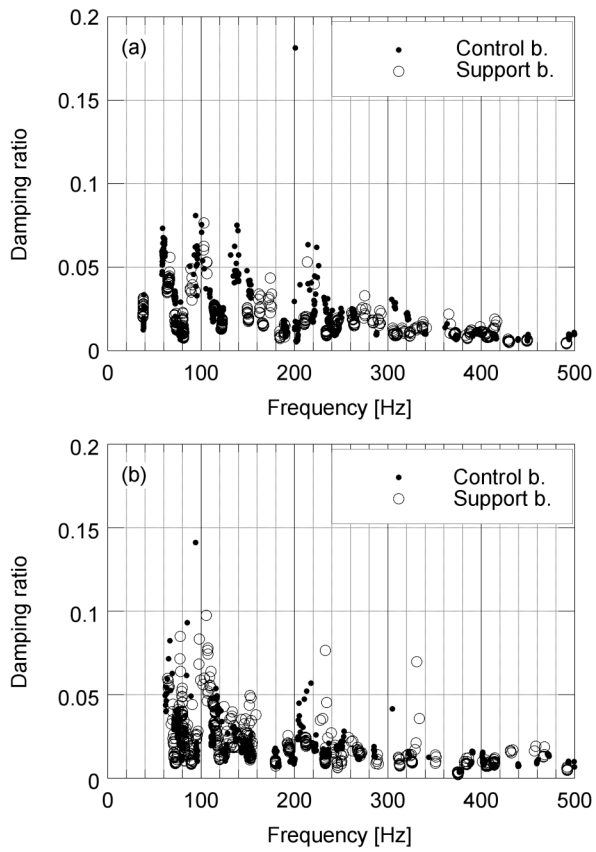 0.2
(a)
Control b.
Support b.
0.15
0.1
0.05
0
Damping ratio
0 100 200 300 400 500
Frequency [Hz]
0.2
(b)
Control b.
Support b.
0.15
0.1
0.05
0
Damping ratio
0 100 200 300 400 500
Frequency [Hz]